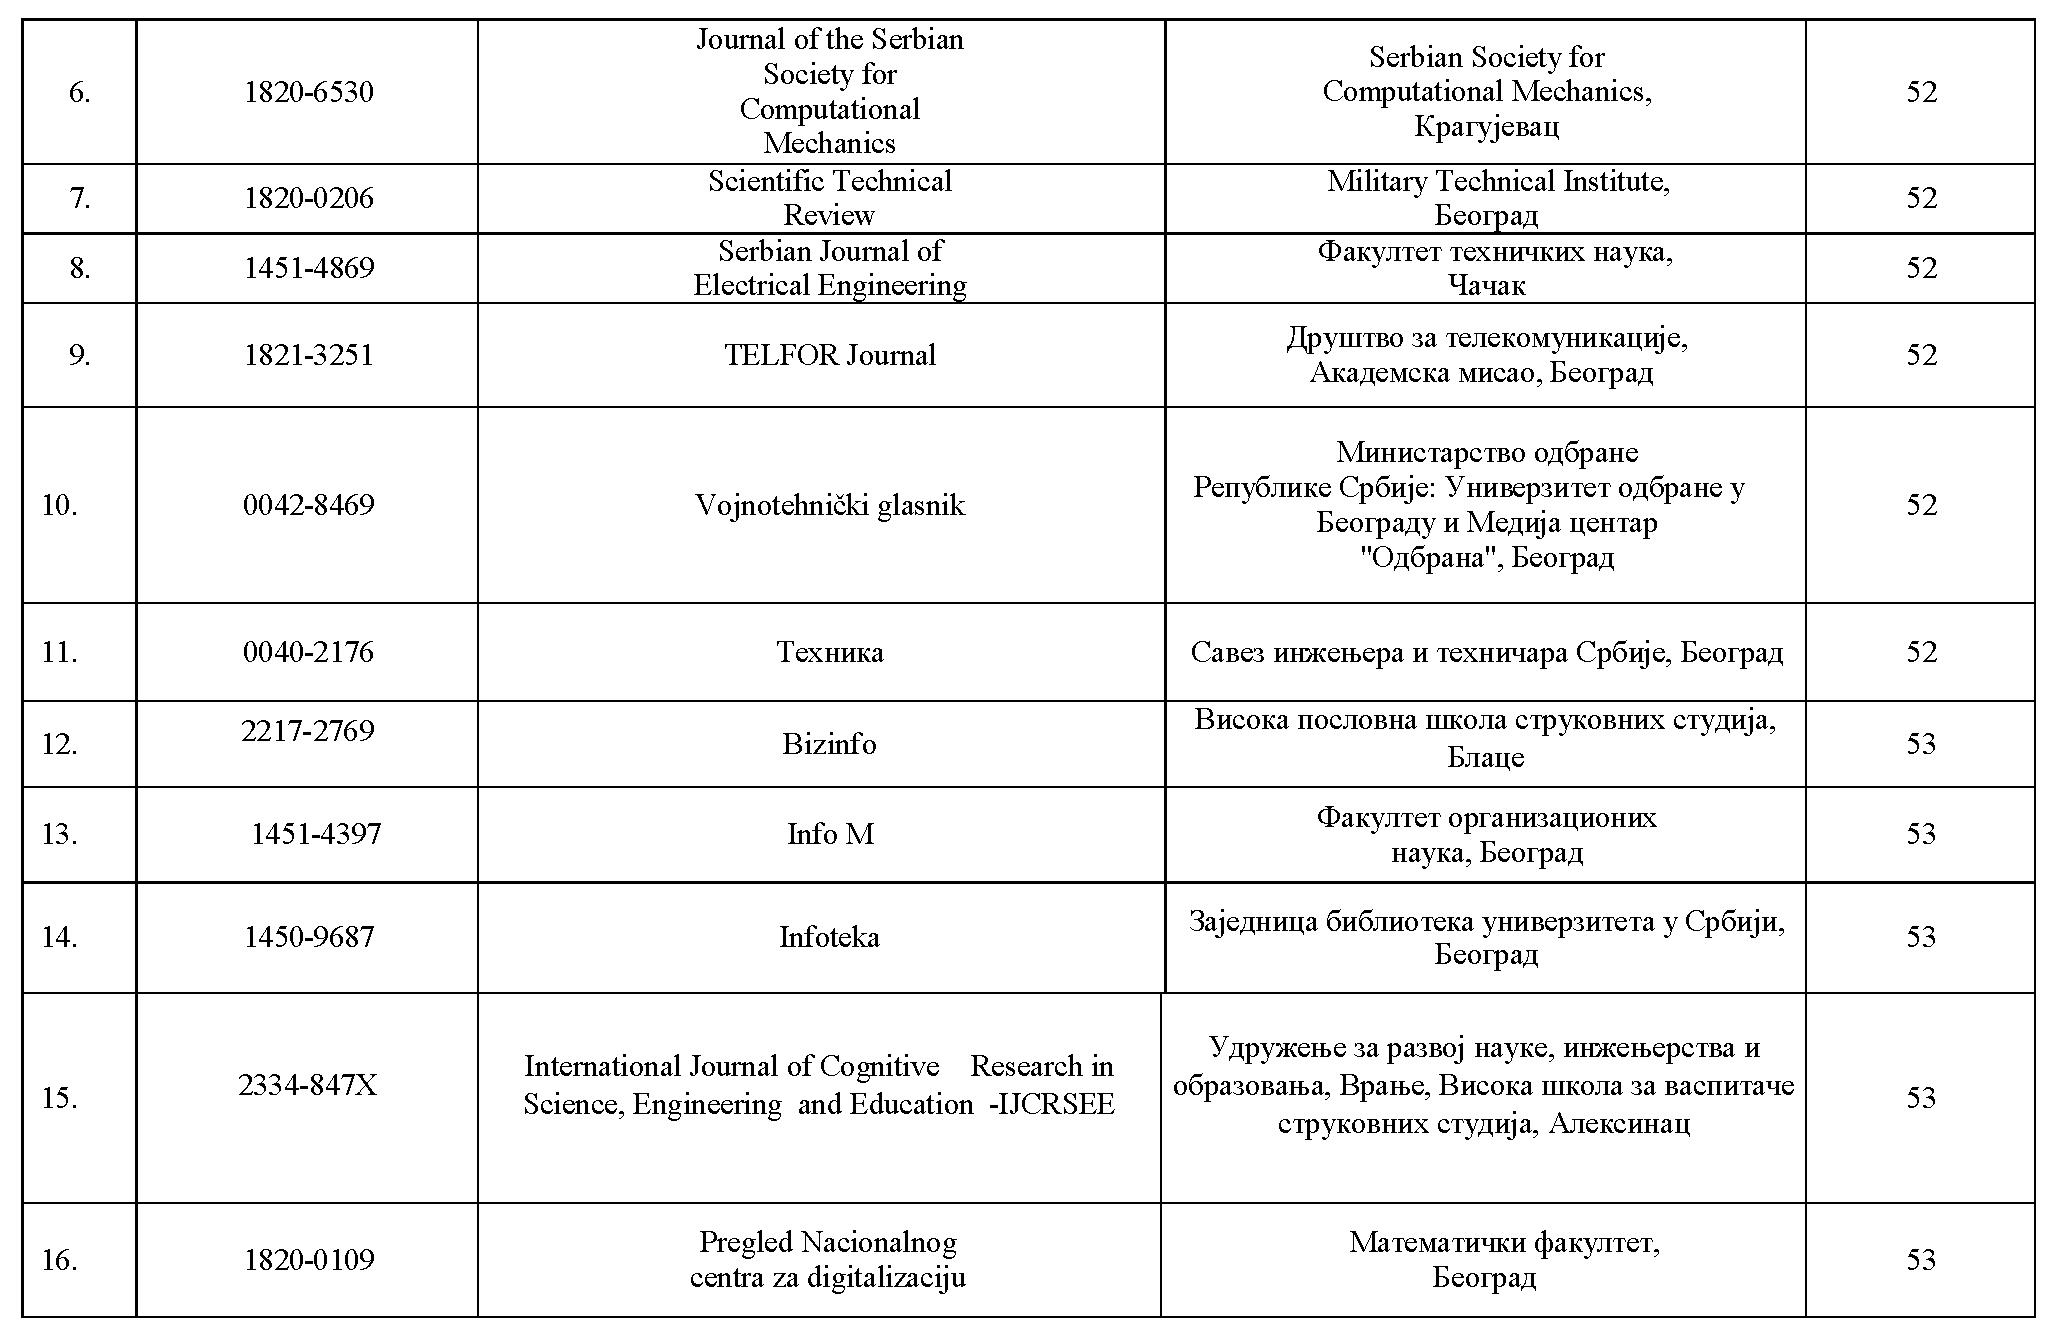 6.
1820-6530
Journal of the Serbian
Society for
Computational
Mechanics
Serbian Society for
Computational Mechanics,
Крагујевац
52
7.
1820-0206
Scientific Technical
Review
Military Technical Institute,
Београд
52
8.
1451-4869
Serbian Journal of
Electrical Engineering
Факултет техничких наука,
Чачак
52
9.
1821-3251
TELFOR Journal
Друштво за телекомуникације,
Академска мисао, Београд
52
10.
0042-8469
Vojnotehnički glasnik
Министарство одбране
Републике Србије: Универзитет одбране у
Београду и Медија центар
"Одбрана", Београд
52
11.
0040-2176
Техника
Савез инжењера и техничара Србије, Београд
52
12.
2217-2769
Bizinfo
Висока пословна школа струковних студија,
Блаце
53
13.
1451-4397
Info M
Факултет организационих
наука, Београд
53
14.
1450-9687
Infoteka
Заједница библиотека универзитета у Србији,
Београд
53
15.
2334-847X
International Journal of Cognitive Research in
Science, Engineering and Education -IJCRSEE
Удружење за развој науке, инжењерства и
образовања, Врање, Висока школа за васпитаче
струковних студија, Алексинац
53
16.
1820-0109
Pregled Nacionalnog
centra za digitalizaciju
Математички факултет,
Београд
53